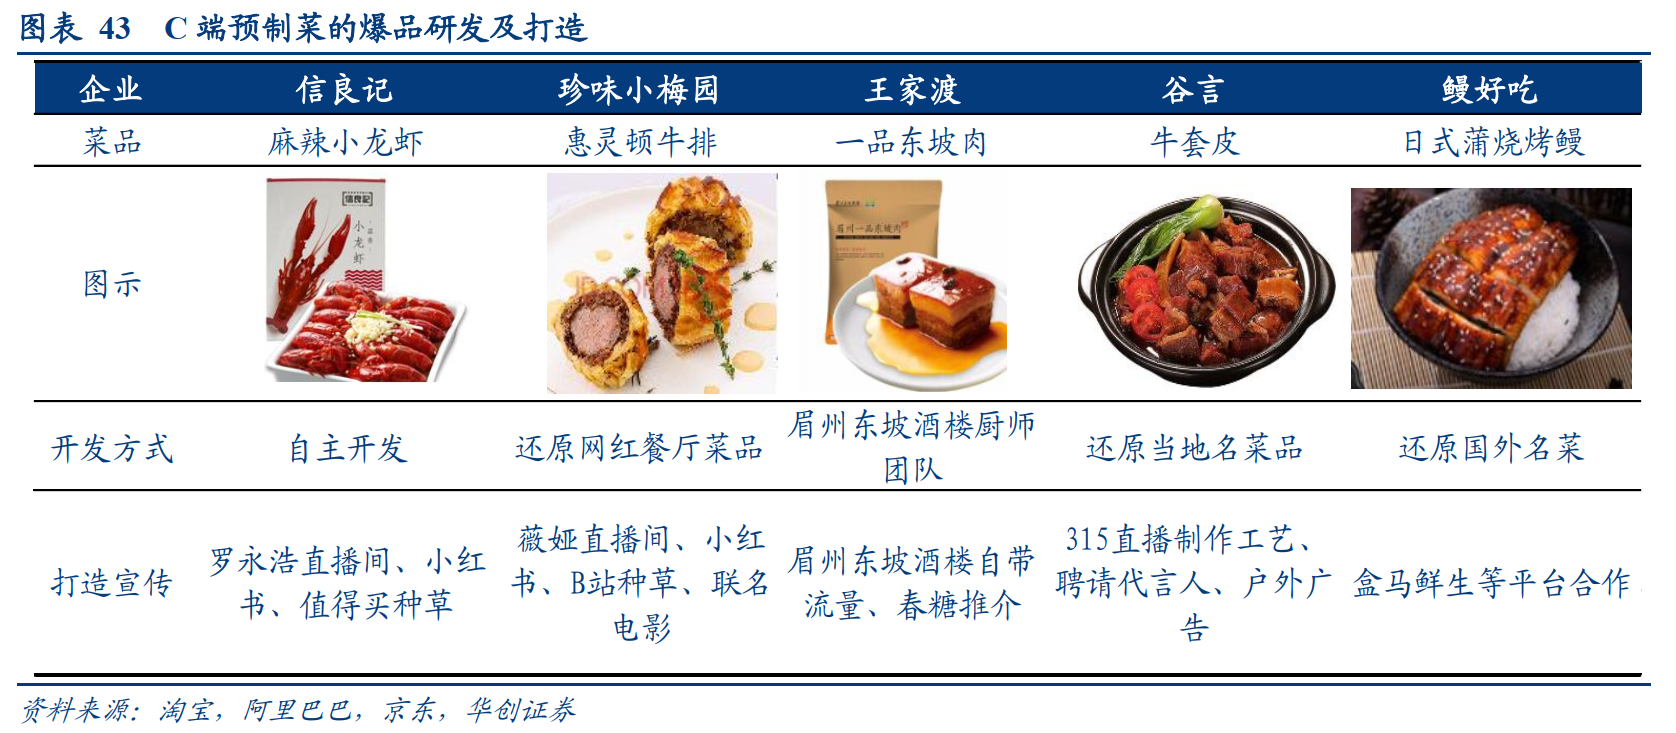 图表 43 C 端预制菜的爆品研发及打造
企业 信良记 珍味小梅园 王家渡 谷言 鳗好吃
菜品 麻辣小龙虾 惠灵顿牛排 一品东坡肉 牛套皮 日式蒲烧烤鳗
图示
信良記
小龙虾
眉州一品东坡肉
开发方式 自主开发 还原网红餐厅菜品 眉州东坡酒楼厨师 还原当地名菜品 还原国外名菜
团队
打造宣传 罗永浩直播间、小红 薇娅直播间、小红 眉州东坡酒楼自带 315直播制作工艺、 盒马鲜生等平台合作
书、值得买种草 书、B站种草、联名 流量、春糖推介 聘请代言人、户外广
电影 告
资料来源：淘宝，阿里巴巴，京东，华创证券